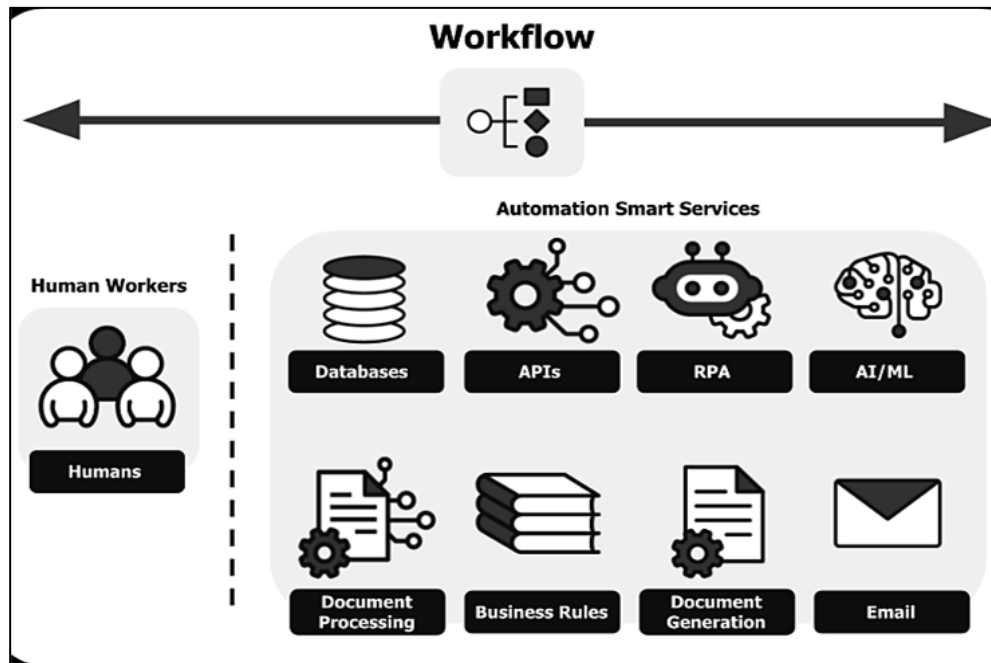 Workflow
Automation Smart Services
Human Workers
Humans
Databases
APIs
RPA
AI/ML
Document
Processing
Business Rules
Document
Generation
Email